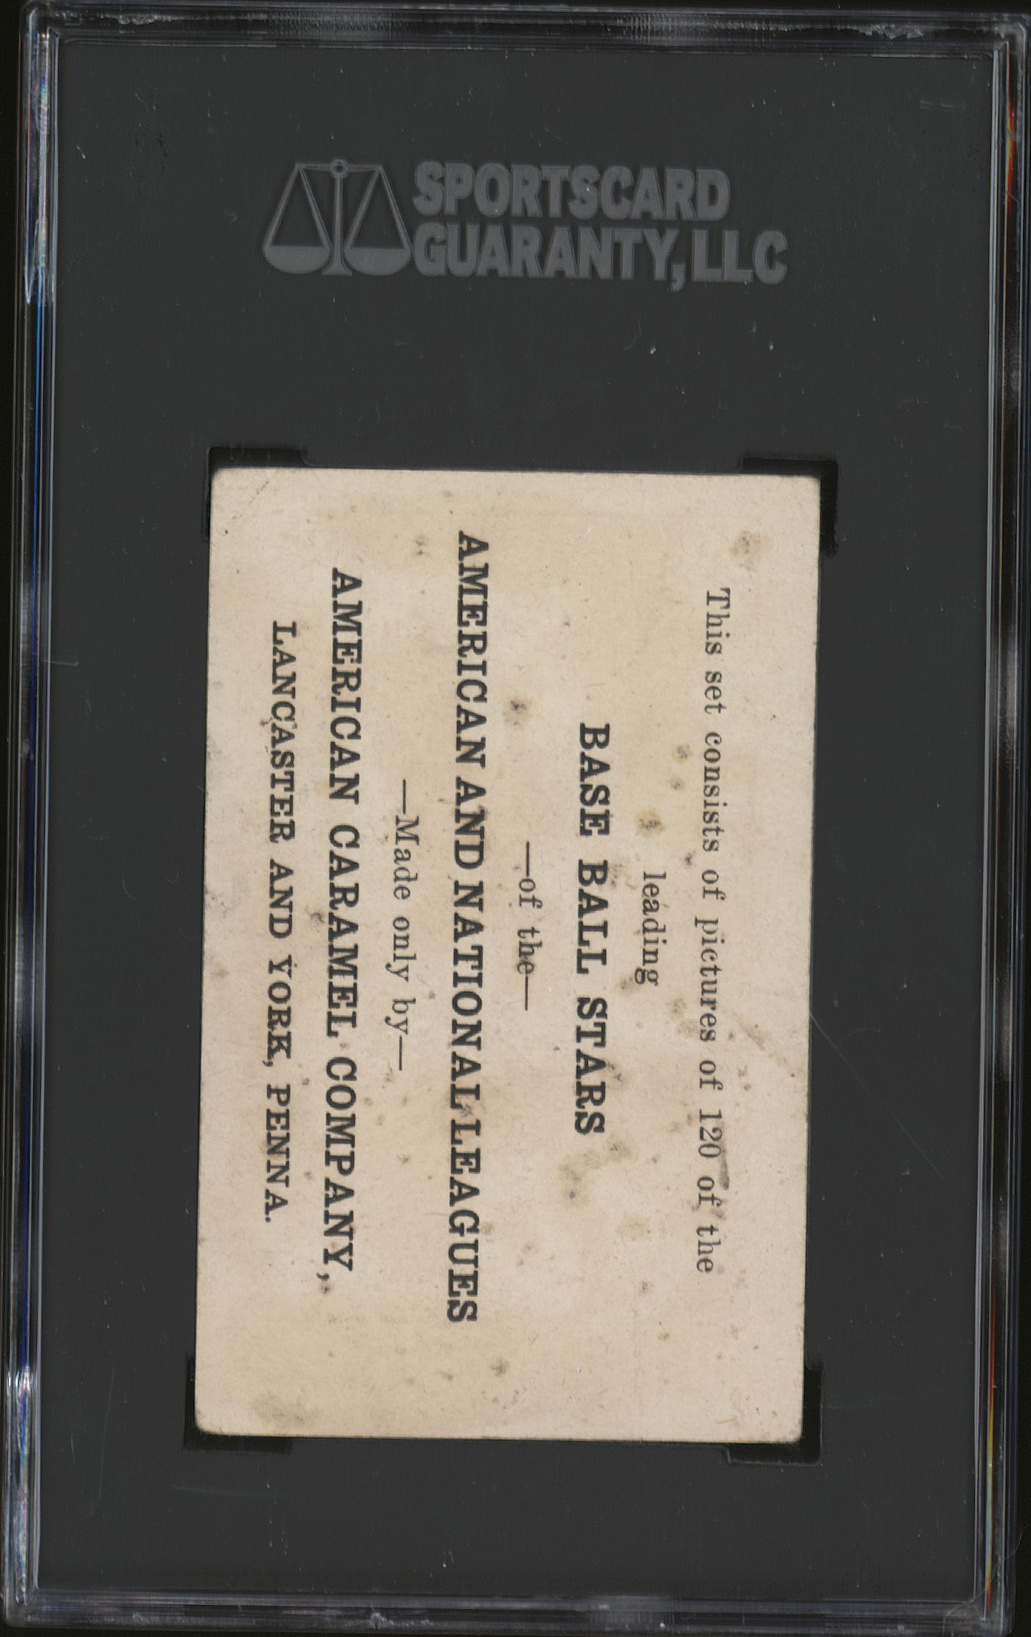 SPORTSCARD
GUARANTY, LLC
This set consists of pictures of 120 of the
leading
BASE BALL STARS
—of the—
AMERICAN AND NATIONAL LEAGUES
—Made only by—
AMERICAN CARAMEL COMPANY,
LANCASTER AND YORK, PENNA.